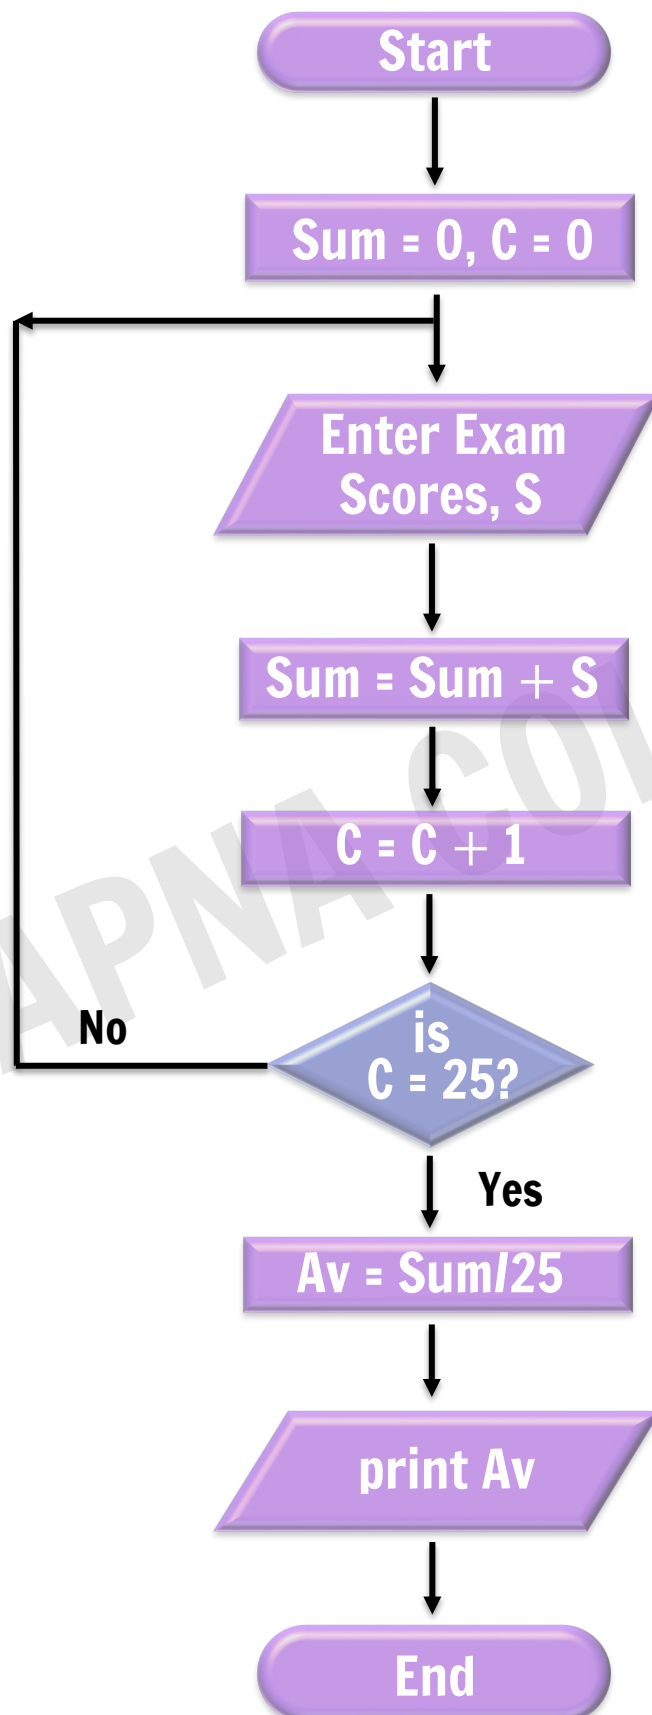 Start
Sum = 0, C = 0
Enter Exam
Scores, S
Sum = Sum + S
C = C + 1
is
C = 25?
No
Yes
Av = Sum/25
print Av
End
APNA